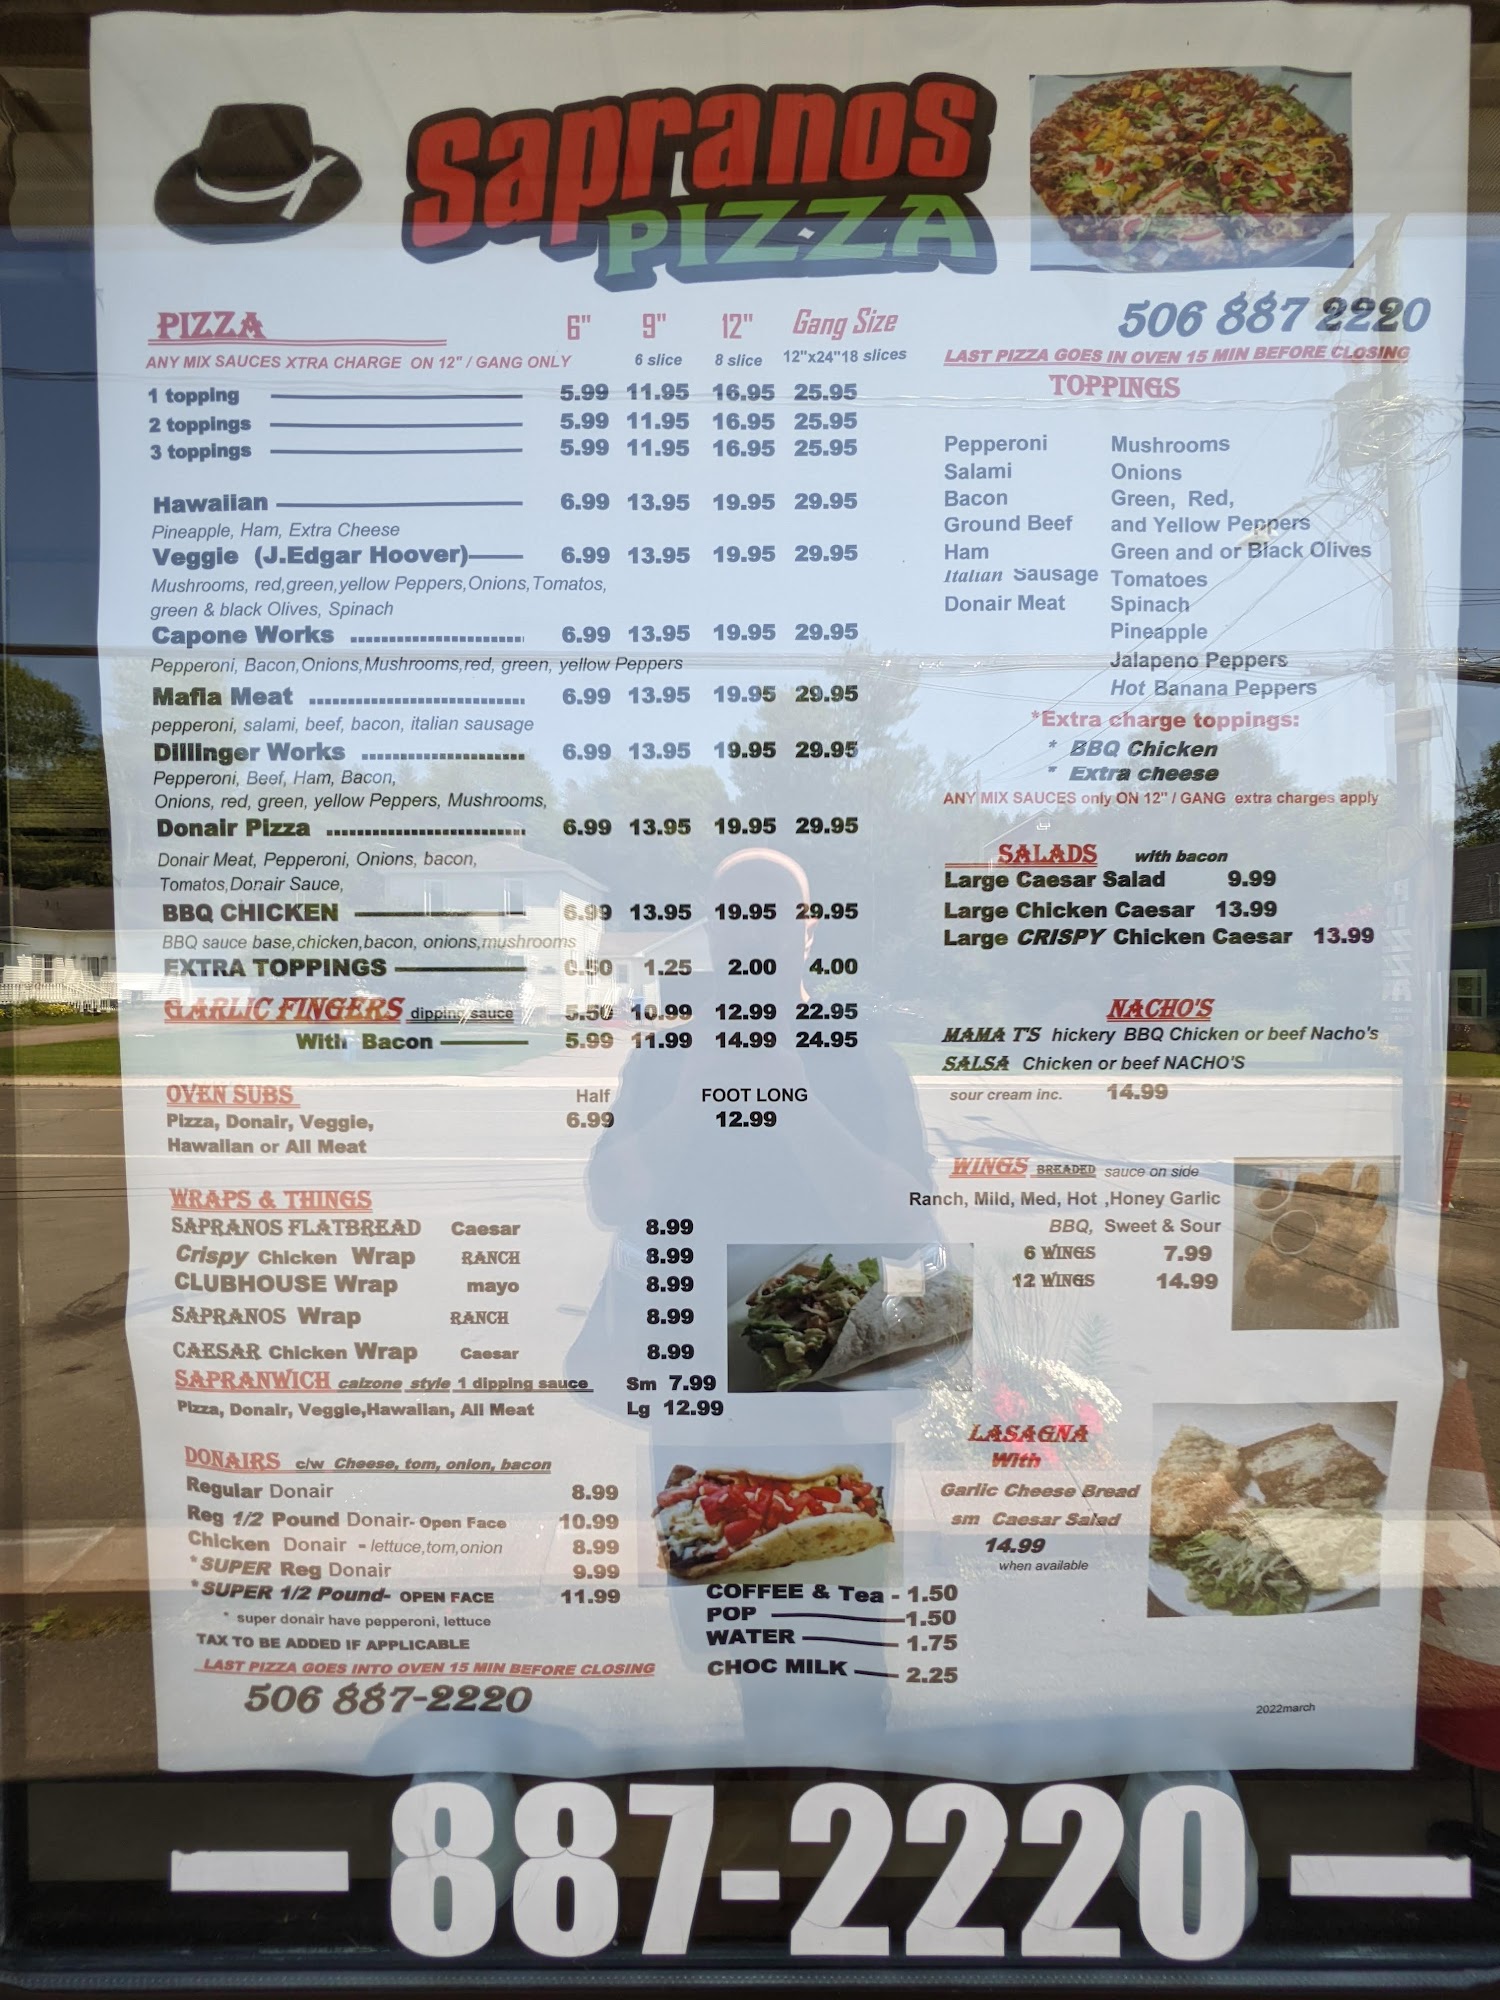 Sapranos
PIZZA
506 887 2220
LAST PIZZA GOES IN OVEN 15 MIN BEFORE CLOSING
PIZZA 6" 9" 12" Gang Size
ANY MIX SAUCES XTRA CHARGE ON 12" / GANG ONLY 6 slice 8 slice 12"x24"18 slices
1 topping 5.99 11.95 16.95 25.95
2 toppings 5.99 11.95 16.95 25.95
3 toppings 5.99 11.95 16.95 25.95
Hawaiian 6.99 13.95 19.95 29.95
Pineapple, Ham, Extra Cheese
Veggie (J.Edgar Hoover) 6.99 13.95 19.95 29.95
Mushrooms, red,green,yellow Peppers,Onions,Tomatos,
green & black Olives, Spinach
Capone Works 6.99 13.95 19.95 29.95
Pepperoni, Bacon,Onions,Mushrooms,red, green, yellow Peppers
Mafia Meat 6.99 13.95 19.95 29.95
pepperoni, salami, beef, bacon, italian sausage
Dillinger Works 6.99 13.95 19.95 29.95
Pepperoni, Beef, Ham, Bacon,
Onions, red, green, yellow Peppers, Mushrooms,
Donair Pizza 6.99 13.95 19.95 29.95
Donair Meat, Pepperoni, Onions, bacon,
Tomatos,Donair Sauce,
BBQ CHICKEN 6.99 13.95 19.95 29.95
BBQ sauce base,chicken,bacon, onions,mushrooms
EXTRA TOPPINGS 0.50 1.25 2.00 4.00
GARLIC FINGERS dipping sauce 5.50 10.99 12.99 22.95
With Bacon 5.99 11.99 14.99 24.95
OVEN SUBS Half FOOT LONG
Pizza, Donair, Veggie, 6.99 12.99
Hawaiian or All Meat
WRAPS & THINGS
SAPRANOS FLATBREAD Caesar 8.99
Crispy Chicken Wrap RANCH 8.99
CLUBHOUSE Wrap mayo 8.99
SAPRANOS Wrap RANCH 8.99
CAESAR Chicken Wrap Caesar 8.99
SAPRANWICH calzone style 1 dipping sauce Sm 7.99
Pizza, Donair, Veggie,Hawaiian, All Meat Lg 12.99
DONAIRS c/w Cheese, tom, onion, bacon
Regular Donair 8.99
Reg 1/2 Pound Donair- Open Face 10.99
Chicken Donair - lettuce,tom,onion 8.99
*SUPER Reg Donair 9.99
*SUPER 1/2 Pound- OPEN FACE 11.99
* super donair have pepperoni, lettuce
TAX TO BE ADDED IF APPLICABLE
LAST PIZZA GOES INTO OVEN 15 MIN BEFORE CLOSING
506 887-2220
TOPPINGS
Pepperoni Mushrooms
Salami Onions
Bacon Green, Red,
Ground Beef and Yellow Peppers
Ham Green and or Black Olives
Italian Sausage Tomatoes
Donair Meat Spinach
Pineapple
Jalapeno Peppers
Hot Banana Peppers
*Extra charge toppings:
* BBQ Chicken
* Extra cheese
ANY MIX SAUCES only ON 12" / GANG extra charges apply
SALADS with bacon
Large Caesar Salad 9.99
Large Chicken Caesar 13.99
Large CRISPY Chicken Caesar 13.99
NACHO'S
MAMA T'S hickery BBQ Chicken or beef Nacho's
SALSA Chicken or beef NACHO'S
sour cream inc. 14.99
WINGS BREADED sauce on side
Ranch, Mild, Med, Hot ,Honey Garlic
BBQ, Sweet & Sour
6 WINGS 7.99
12 WINGS 14.99
LASAGNA
With
Garlic Cheese Bread
sm Caesar Salad
14.99
when available
COFFEE & Tea - 1.50
POP 1.50
WATER 1.75
CHOC MILK 2.25
2022march
—887-2220—